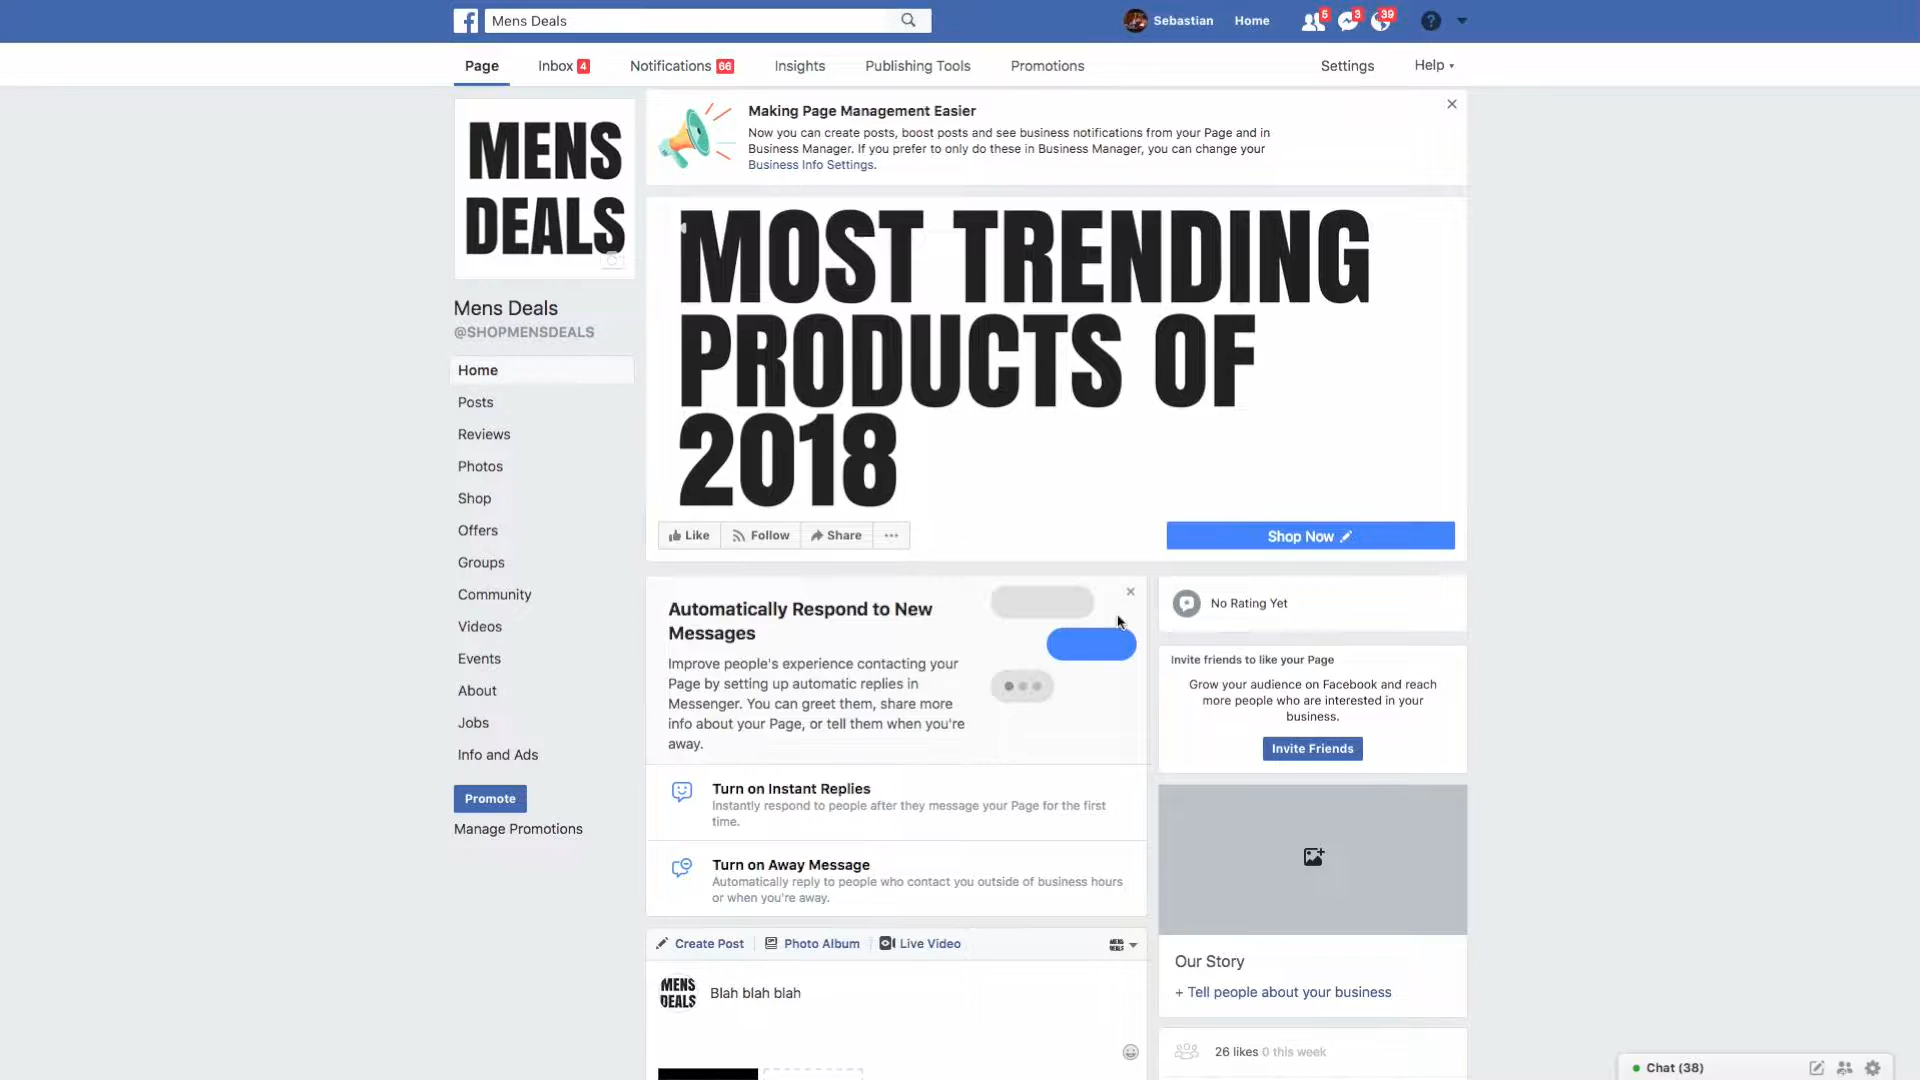 Mens Deals
Sebastian
Home
5
3
39
Page
Inbox 4
Notifications 66
Insights
Publishing Tools
Promotions
Settings
Help
MENS
DEALS
Making Page Management Easier
Now you can create posts, boost posts and see business notifications from your Page and in
Business Manager. If you prefer to only do these in Business Manager, you can change your
Business Info Settings.
MOST TRENDING
PRODUCTS OF
2018
Mens Deals
@SHOPMENSDEALS
Home
Posts
Reviews
Photos
Shop
Offers
Groups
Community
Videos
Events
About
Jobs
Info and Ads
Promote
Manage Promotions
Like
Follow
Share
Shop Now
Automatically Respond to New
Messages
Improve people's experience contacting your
Page by setting up automatic replies in
Messenger. You can greet them, share more
info about your Page, or tell them when you're
away.
Turn on Instant Replies
Instantly respond to people after they message your Page for the first
time.
Turn on Away Message
Automatically reply to people who contact you outside of business hours
or when you're away.
Create Post
Photo Album
Live Video
MENS
DEALS
MENS
DEALS
Blah blah blah
No Rating Yet
Invite friends to like your Page
Grow your audience on Facebook and reach
more people who are interested in your
business.
Invite Friends
Our Story
+ Tell people about your business
26 likes 0 this week
Chat (38)